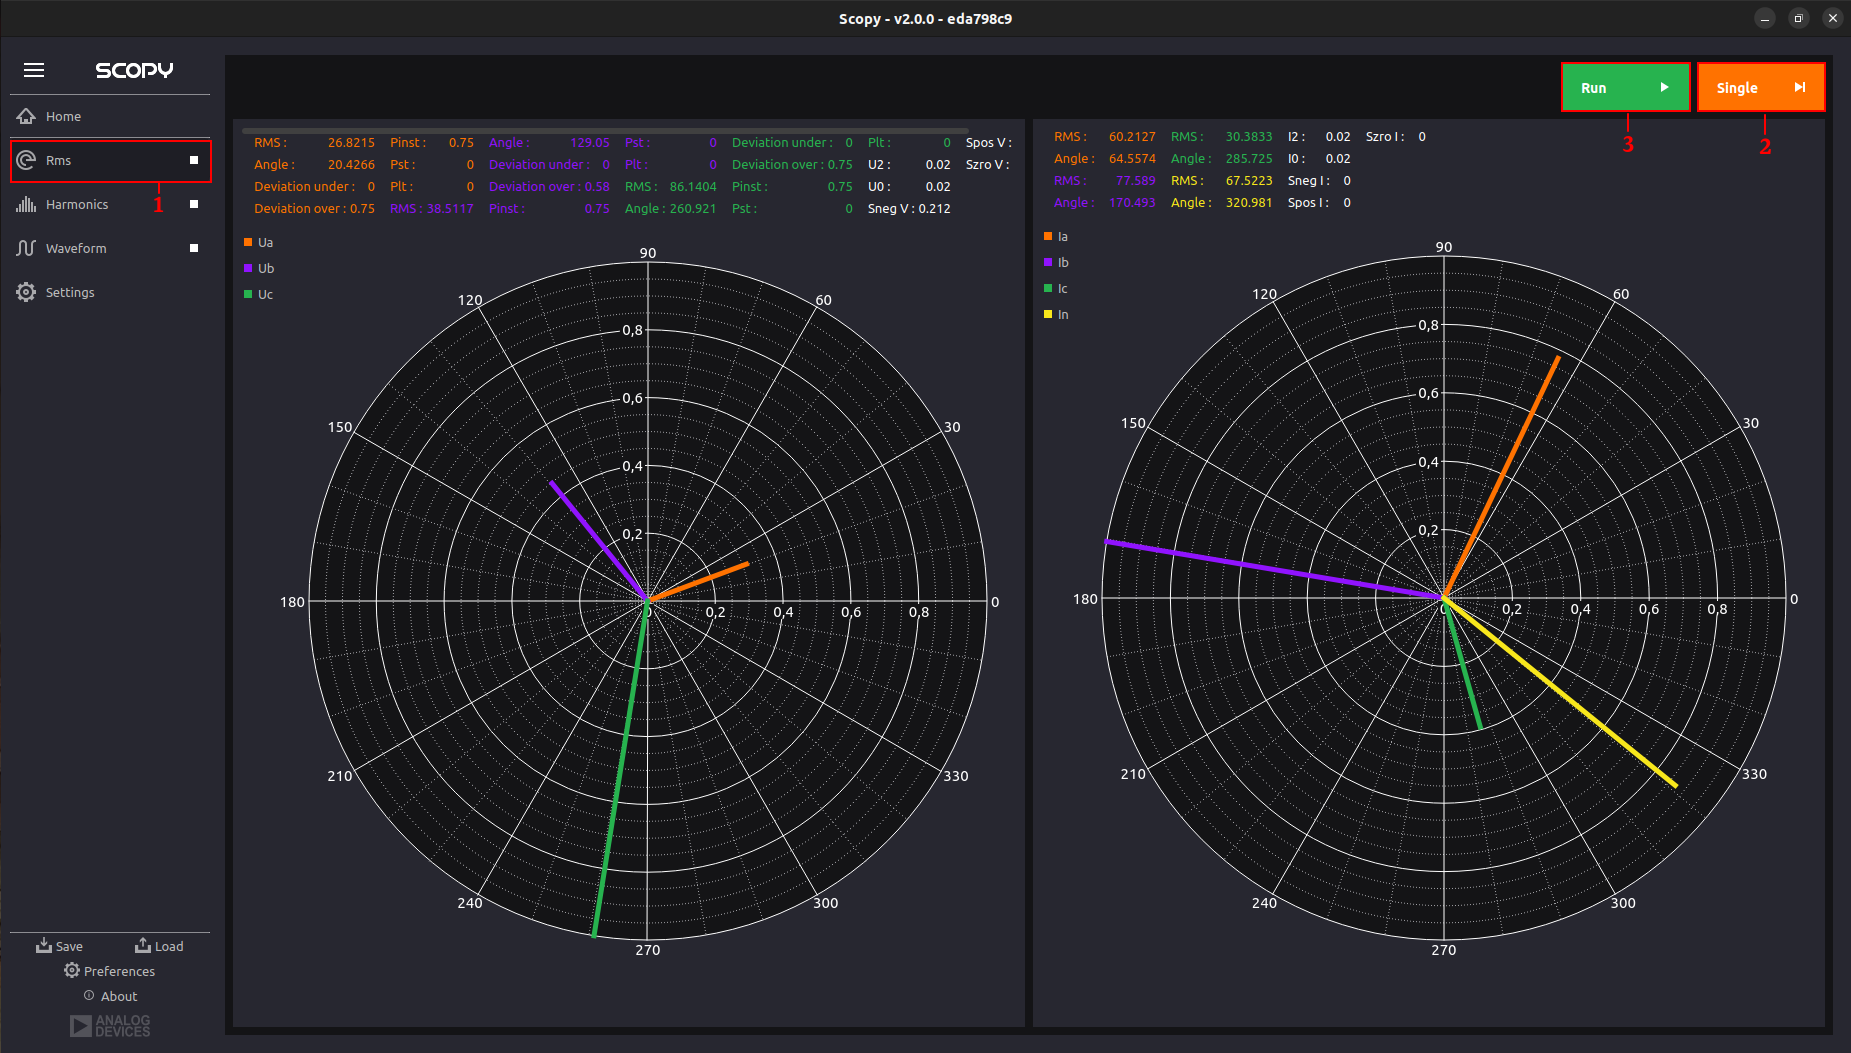 Scopy - v2.0.0 - eda798c9
SCOPY
Home
Rms
1
Harmonics
Waveform
Settings
Save Load
Preferences
About
ANALOG
DEVICES
Run
Single
3
2
RMS : 26.8215 Pinst : 0.75 Angle : 129.05 Pst : 0 Deviation under : 0 Plt : 0 Spos V :
Angle : 20.4266 Pst : 0 Deviation under : 0 Plt : 0 Deviation over : 0.75 U2 : 0.02 Szro V :
Deviation under : 0 Plt : 0 Deviation over : 0.58 RMS : 86.1404 Pinst : 0.75 U0 : 0.02
Deviation over : 0.75 RMS : 38.5117 Pinst : 0.75 Angle : 260.921 Pst : 0 Sneg V : 0.212
Ua
Ub
Uc
90
120 60
0,8
0,6
150 30
0,4
0,2
180 0 0,2 0,4 0,6 0,8 0
210 330
240 300
270
RMS : 60.2127 RMS : 30.3833 I2 : 0.02 Szro I : 0
Angle : 64.5574 Angle : 285.725 I0 : 0.02
RMS : 77.589 RMS : 67.5223 Sneg I : 0
Angle : 170.493 Angle : 320.981 Spos I : 0
Ia
Ib
Ic
In
90
120 60
0,8
0,6
150 30
0,4
0,2
180 0 0,2 0,4 0,6 0,8 0
210 330
240 300
270